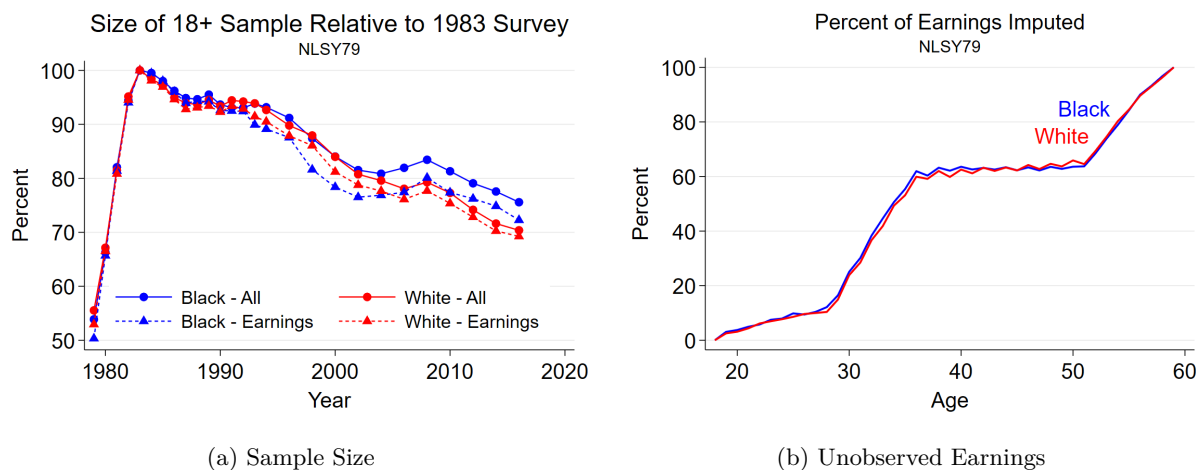 Size of 18+ Sample Relative to 1983 Survey
NLSY79
Percent
100
90
80
70
60
50
Black - All
White - All
Black - Earnings
White - Earnings
1980
1990
2000
2010
2020
Year
(a) Sample Size
Percent of Earnings Imputed
NLSY79
Percent
100
80
60
40
20
0
Black
White
20
30
40
50
60
Age
(b) Unobserved Earnings